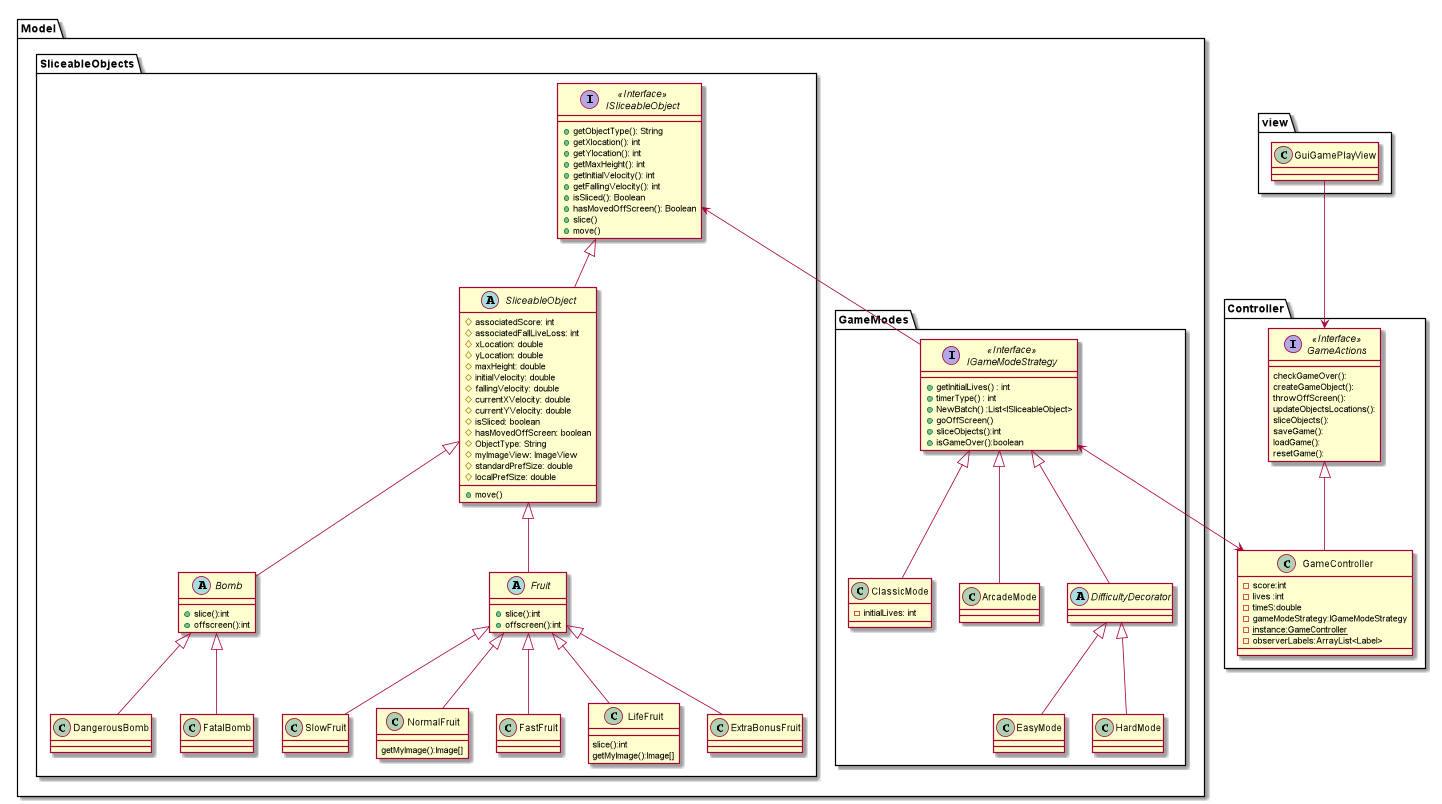 Model
SliceableObjects
I
«Interface»
ISliceableObject
getObjectType(): String
getXlocation(): int
getYlocation(): int
getMaxHeight(): int
getInitialVelocity(): int
getFallingVelocity(): int
isSliced(): Boolean
hasMovedOffScreen(): Boolean
slice()
move()
A SliceableObject
associatedScore: int
associatedFallLiveLoss: int
xLocation: double
yLocation: double
maxHeight: double
initialVelocity: double
fallingVelocity: double
currentXVelocity: double
currentYVelocity: double
isSliced: boolean
hasMovedOffScreen: boolean
ObjectType: String
myImageView: ImageView
standardPrefSize: double
localPrefSize: double
move()
A Bomb
slice():int
offscreen():int
A Fruit
slice():int
offscreen():int
C DangerousBomb
C FatalBomb
C SlowFruit
C NormalFruit
getMyImage():Image[]
C FastFruit
C LifeFruit
slice():int
getMyImage():Image[]
C ExtraBonusFruit
GameModes
I
«Interface»
IGameModeStrategy
getInitialLives() : int
timerType() : int
NewBatch() :List<ISliceableObject>
goOffScreen()
sliceObjects():int
isGameOver():boolean
C ClassicMode
initialLives: int
C ArcadeMode
A DifficultyDecorator
C EasyMode
C HardMode
view
C GuiGamePlayView
Controller
I
«Interface»
GameActions
checkGameOver():
createGameObject():
throwOffScreen():
updateObjectsLocations():
sliceObjects():
saveGame():
loadGame():
resetGame():
C GameController
score:int
lives :int
timeS:double
gameModeStrategy:IGameModeStrategy
instance:GameController
observerLabels:ArrayList<Label>